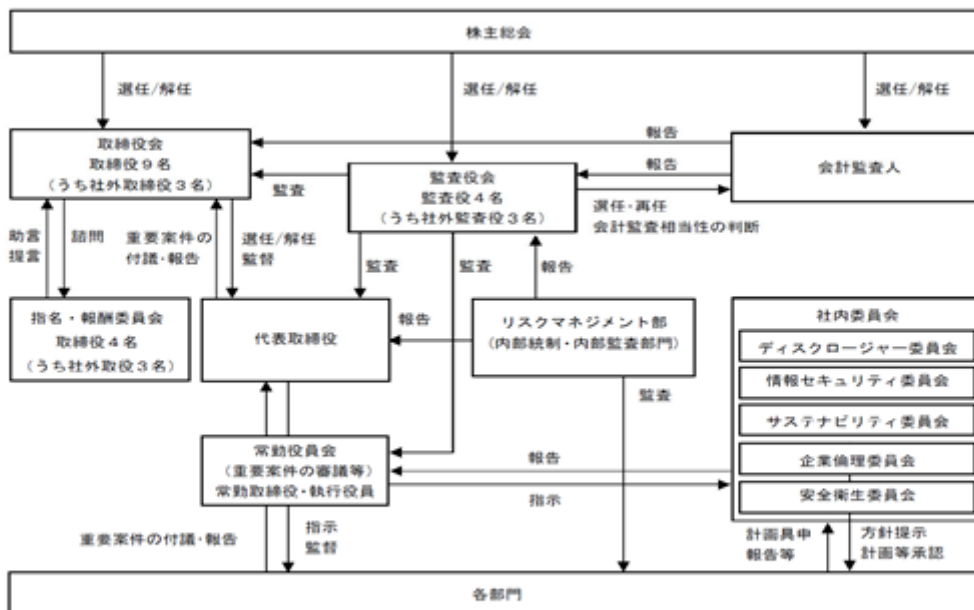 株主総会
選任/解任
選任/解任
選任/解任
取締役会
取締役9名
(うち社外取締役3名)
報告
報告
会計監査人
監査
監査役会
監査役4名
(うち社外監査役3名)
選任・再任
会計監査相当性の判断
助言
提言
諮問
重要案件の
付議・報告
選任/解任
監督
監査
監査
報告
指名・報酬委員会
取締役4名
(うち社外取役3名)
代表取締役
報告
リスクマネジメント部
(内部統制・内部監査部門)
監査
社内委員会
ディスクロージャー委員会
情報セキュリティ委員会
サステナビリティ委員会
企業倫理委員会
安全衛生委員会
常勤役員会
(重要案件の審議等)
常勤取締役・執行役員
報告
指示
重要案件の付議・報告
指示
監督
計画具申
報告等
方針提示
計画等承認
各部門